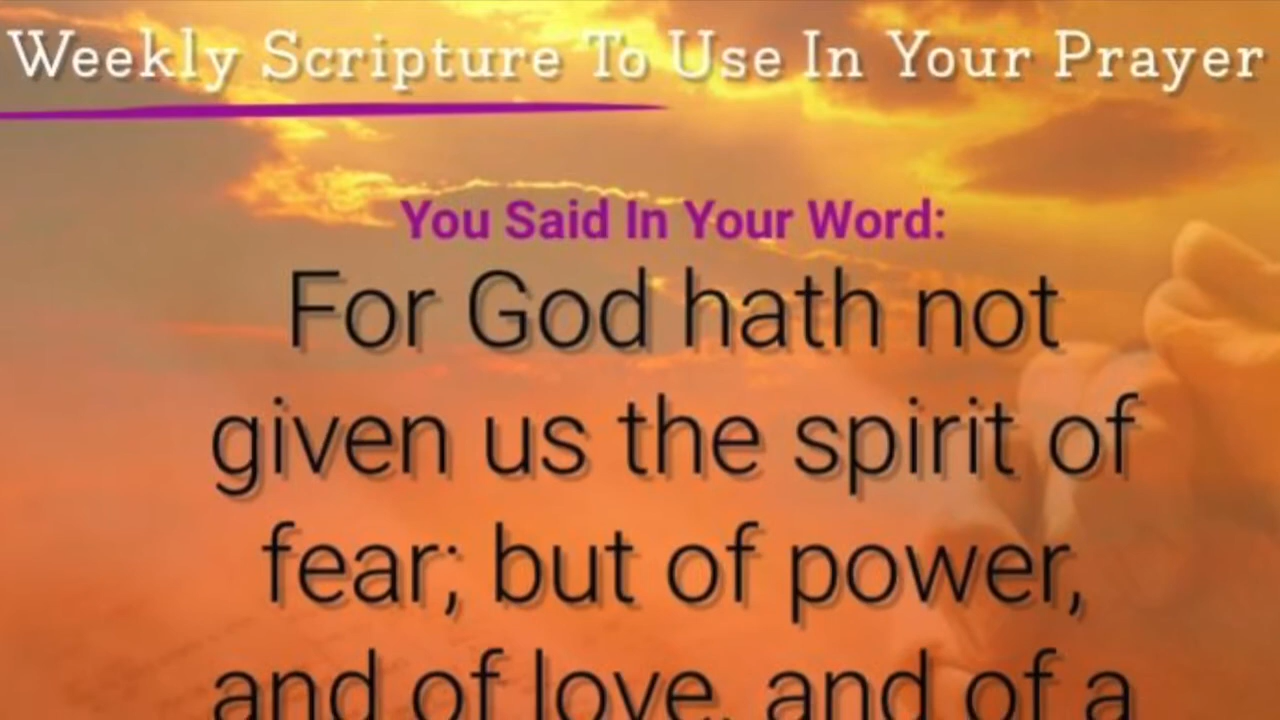 Weekly Scripture To Use In Your Prayer
You Said In Your Word:
For God hath not
given us the spirit of
fear; but of power,
and of love, and of a